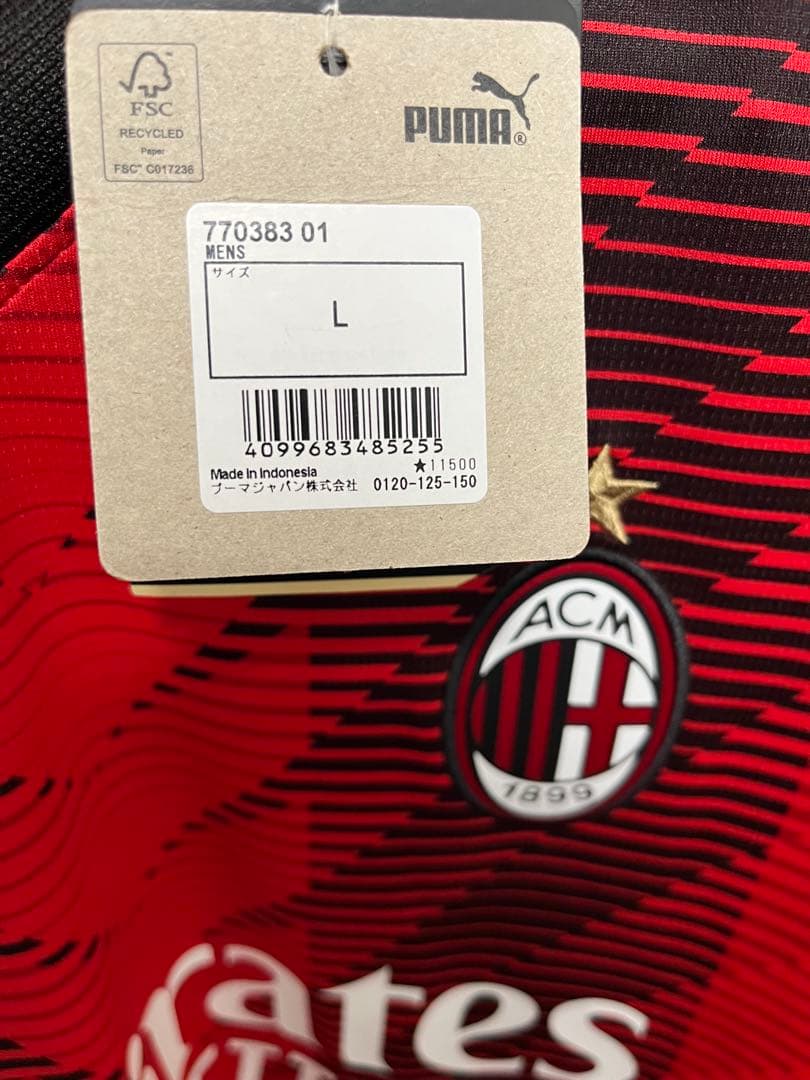 FSC
RECYCLED
Paper
FSC® C017236
PUMA®
770383 01
MENS
サイズ
L
4099683485255
★11500
Made in Indonesia
プーマジャパン株式会社 0120-125-150
ACM
1899
rates